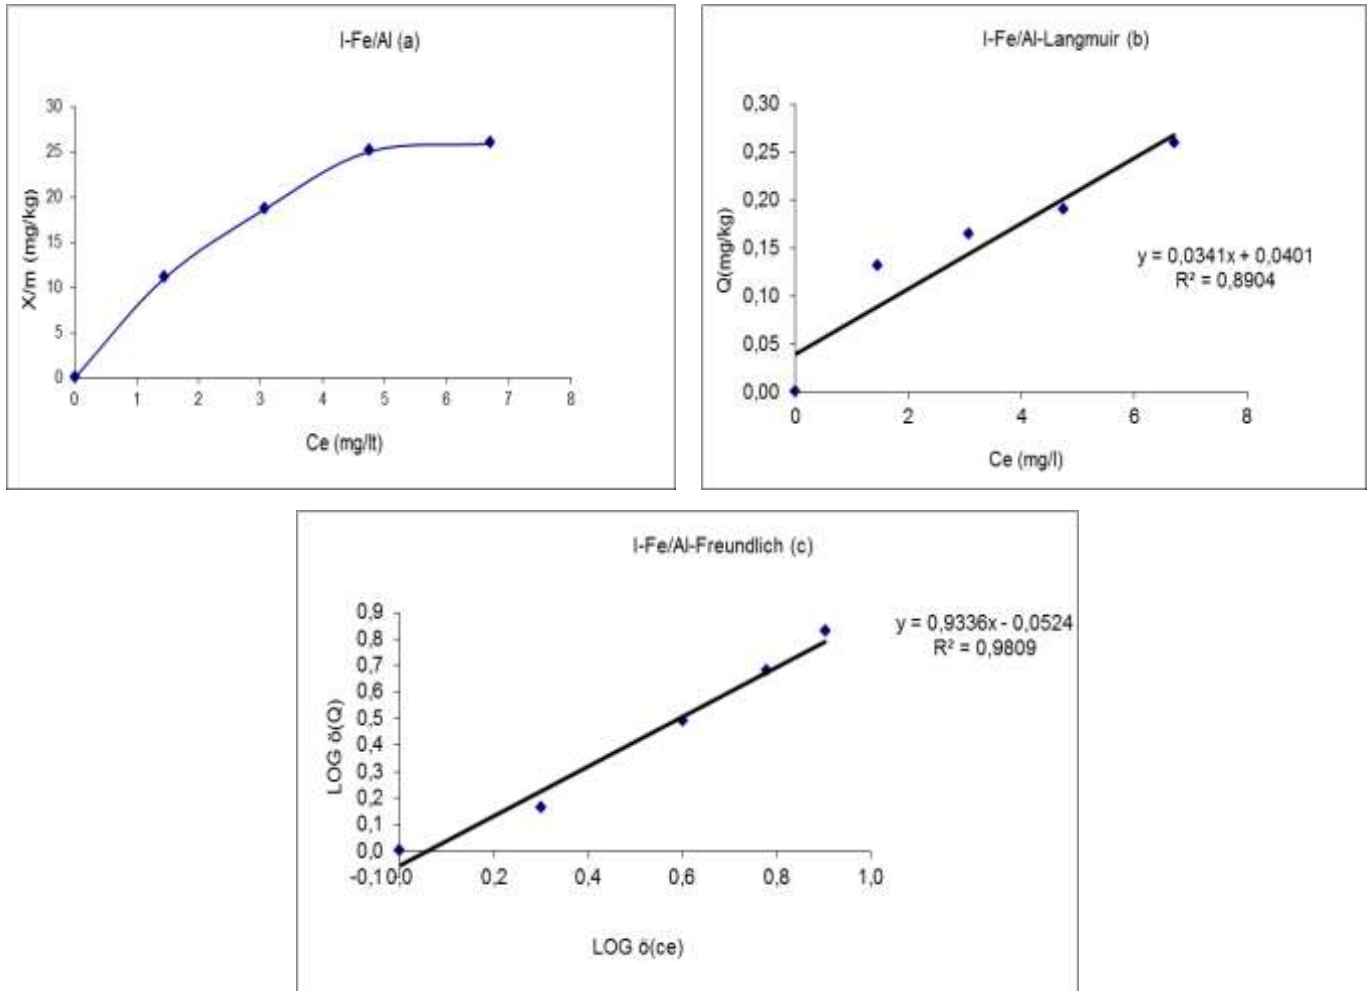 I-Fe/Al (a)
30
25
20
15
10
5
0
X/m (mg/kg)
0 1 2 3 4 5 6 7 8
Ce (mg/lt)
I-Fe/Al-Langmuir (b)
0,30
0,25
0,20
0,15
0,10
0,05
0,00
Q(mg/kg)
y = 0,0341x + 0,0401
R² = 0,8904
0 2 4 6 8
Ce (mg/l)
I-Fe/Al-Freundlich (c)
y = 0,9336x - 0,0524
R² = 0,9809
0,9
0,8
0,7
0,6
0,5
0,4
0,3
0,2
0,1
0,0
-0,1
LOG ö(Q)
0,0 0,2 0,4 0,6 0,8 1,0
LOG ö(ce)